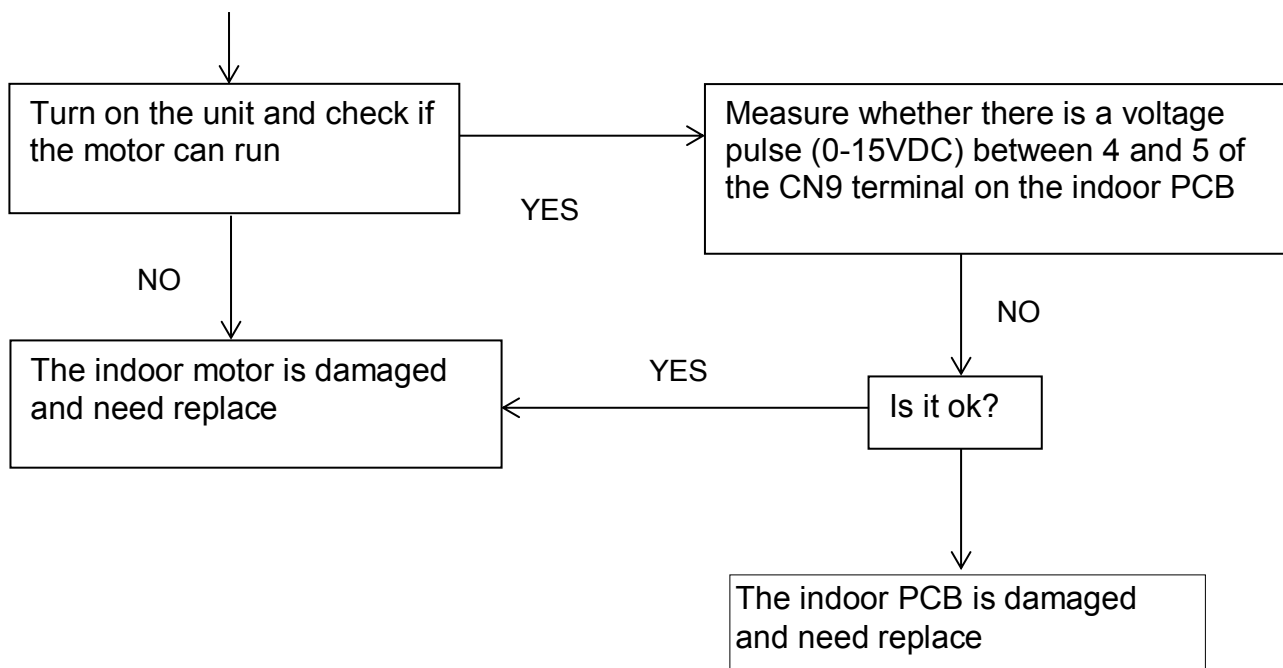 Turn on the unit and check if
the motor can run
YES
Measure whether there is a voltage
pulse (0-15VDC) between 4 and 5 of
the CN9 terminal on the indoor PCB
NO
NO
The indoor motor is damaged
and need replace
YES
Is it ok?
The indoor PCB is damaged
and need replace